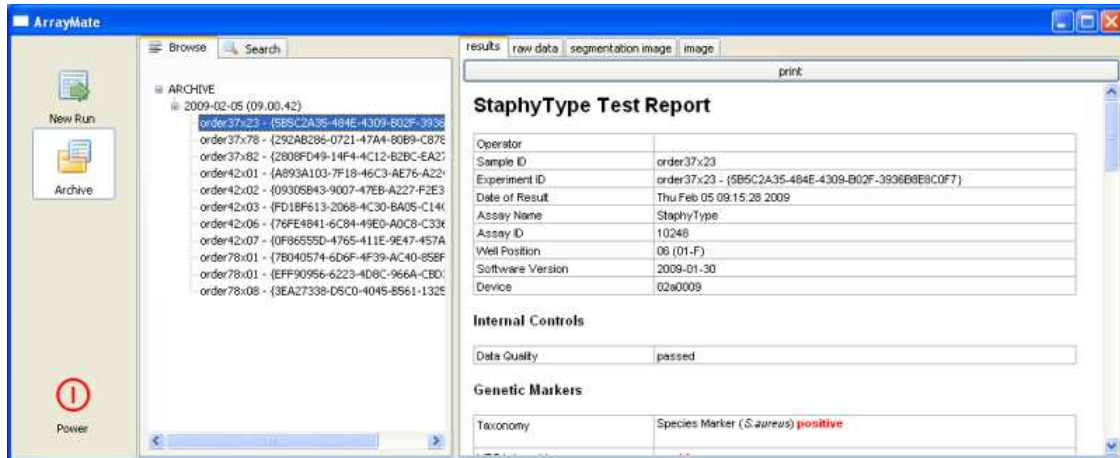 ArrayMate
New Run
Archive
Power
Browse Search
ARCHIVE
2009-02-05 (09.00.42)
order37x23 - {5B5C2A35-484E-4309-B02F-3936
order37x78 - {292AB286-0721-47A4-80B9-C878
order37x82 - {2808FD49-14F4-4C12-B2BC-EA27
order42x01 - {A893A103-7F18-46C3-AE76-A224
order42x02 - {09305B43-9007-47EB-A227-F2E3
order42x03 - {FD1BF613-2068-4C30-BA05-C14C
order42x06 - {76FE4841-6C84-49E0-A0C8-C336
order42x07 - {0F86555D-4765-411E-9E47-457A
order78x01 - {7B040574-6D6F-4F39-AC40-85BF
order78x01 - {EFF90956-6223-4D8C-966A-CBD
order78x08 - {3EA27338-D5C0-4045-B561-1325
results raw data segmentation image image
print
StaphyType Test Report
Operator
Sample ID order37x23
Experiment ID order37x23 - {5B5C2A35-484E-4309-B02F-3936B8E8C0F7}
Date of Result Thu Feb 05 09:15:28 2009
Assay Name StaphyType
Assay ID 10248
Well Position 06 (01-F)
Software Version 2009-01-30
Device 02a0009
Internal Controls
Data Quality passed
Genetic Markers
Taxonomy Species Marker (S.aureus) positive